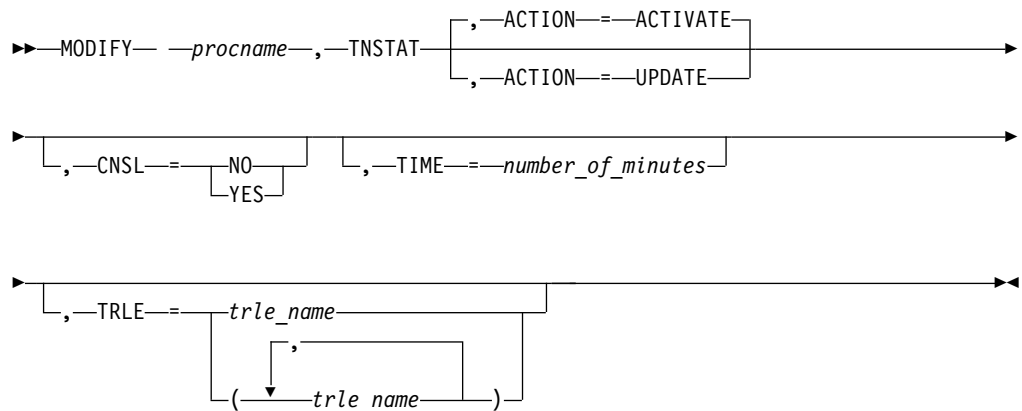 , ACTION = ACTIVATE
MODIFY procname , TNSTAT
, ACTION = UPDATE
, CNSL = NO , TIME = number_of_minutes
YES
, TRLE = trle_name
,
( trle name )